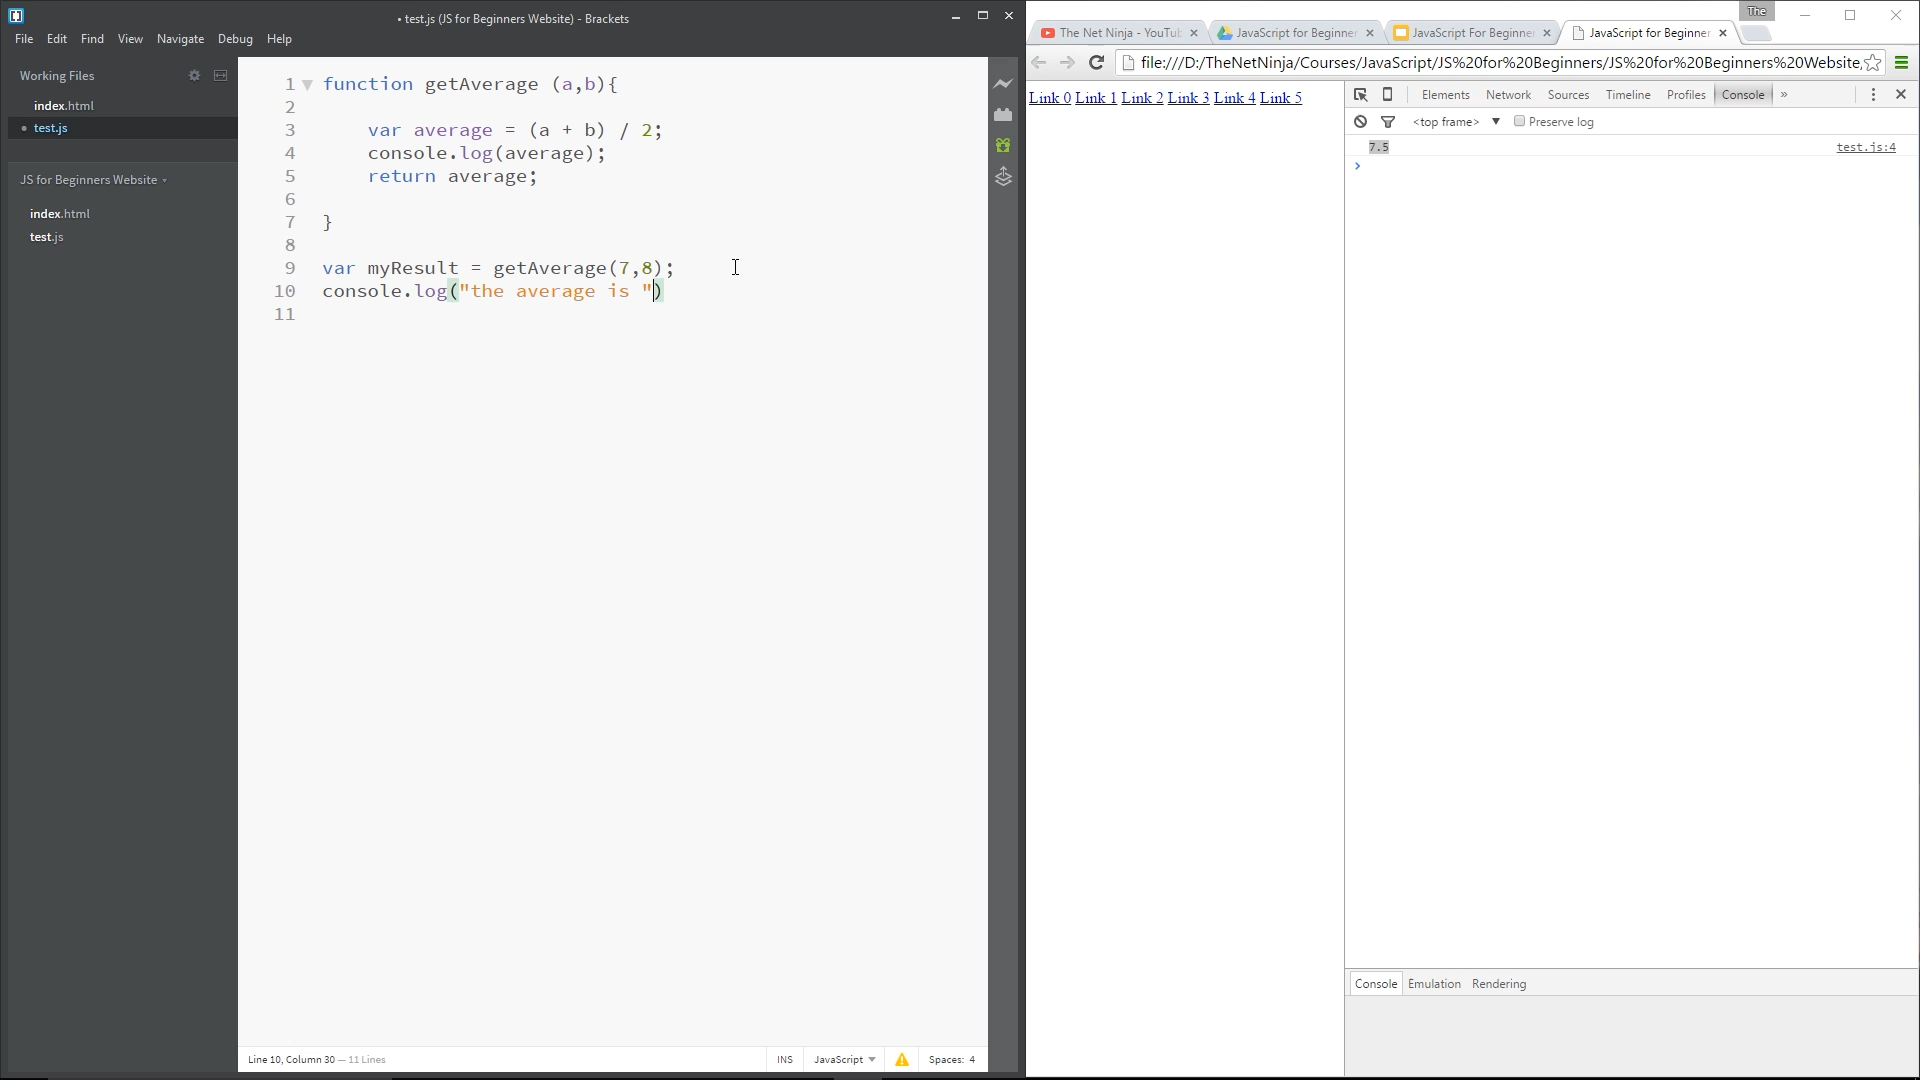 • test.js (JS for Beginners Website) - Brackets
File Edit Find View Navigate Debug Help
Working Files
index.html
• test.js
JS for Beginners Website
index.html
test.js
1 function getAverage (a,b){
2
3 var average = (a + b) / 2;
4 console.log(average);
5 return average;
6
7 }
8
9 var myResult = getAverage(7,8);
10 console.log("the average is ")
11
Line 10, Column 30 — 11 Lines
INS JavaScript Spaces: 4
The
The Net Ninja - YouTu JavaScript for Beginner JavaScript For Beginne JavaScript for Beginner
file:///D:/TheNetNinja/Courses/JavaScript/JS%20for%20Beginners/JS%20for%20Beginners%20Website,
Link 0 Link 1 Link 2 Link 3 Link 4 Link 5
Elements Network Sources Timeline Profiles Console »
<top frame> ▼ Preserve log
7.5 test.js:4
>
Console Emulation Rendering